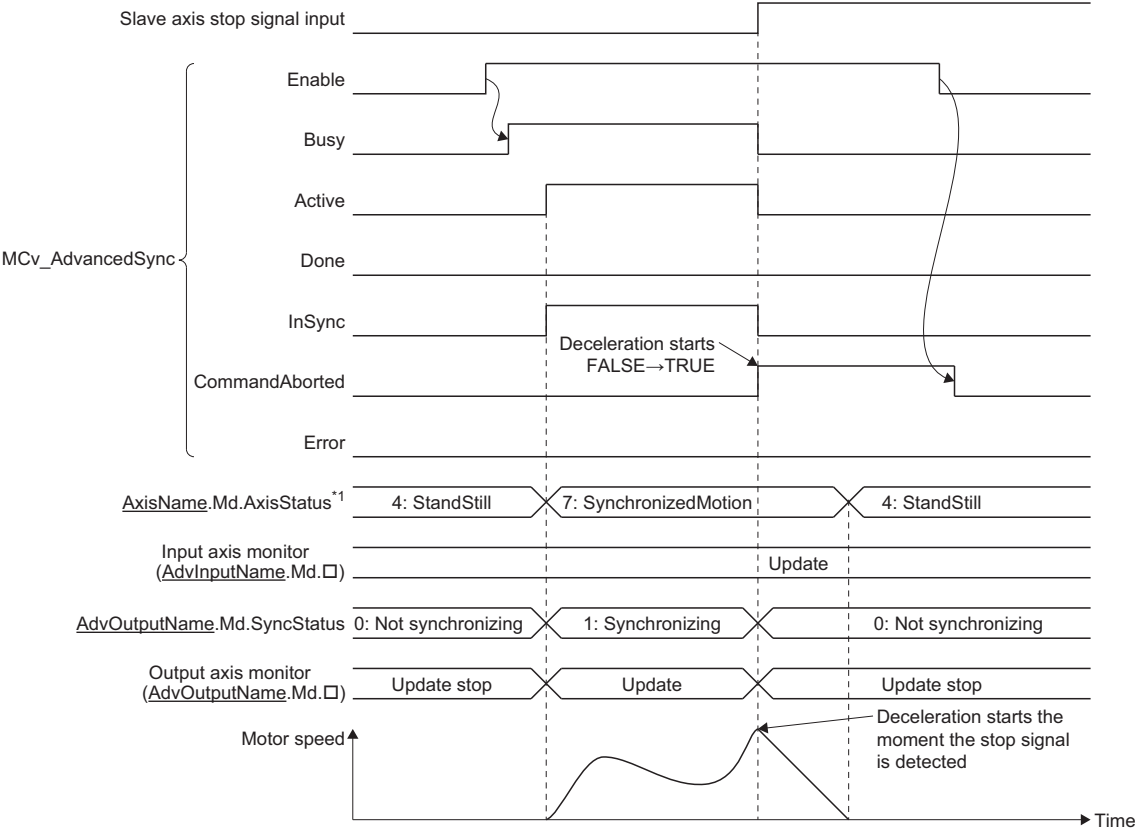 Slave axis stop signal input
Enable
Busy
Active
MCv_AdvancedSync
Done
InSync
Deceleration starts
FALSE→TRUE
CommandAborted
Error
AxisName.Md.AxisStatus*1
4: StandStill
7: SynchronizedMotion
4: StandStill
Input axis monitor
(AdvInputName.Md.□)
Update
AdvOutputName.Md.SyncStatus
0: Not synchronizing
1: Synchronizing
0: Not synchronizing
Output axis monitor
(AdvOutputName.Md.□)
Update stop
Update
Update stop
Motor speed
Deceleration starts the
moment the stop signal
is detected
Time